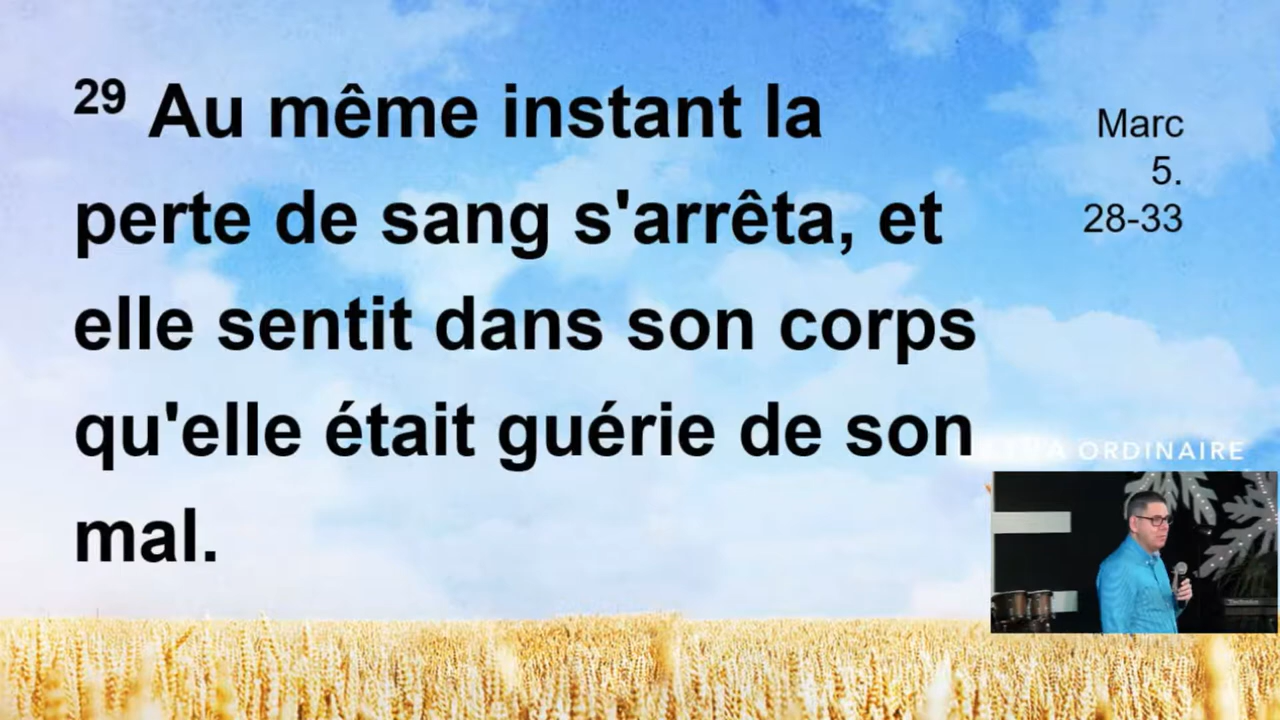 29 Au même instant la
perte de sang s'arrêta, et
elle sentit dans son corps
qu'elle était guérie de son
mal.
Marc
5.
28-33
ORDINAIRE